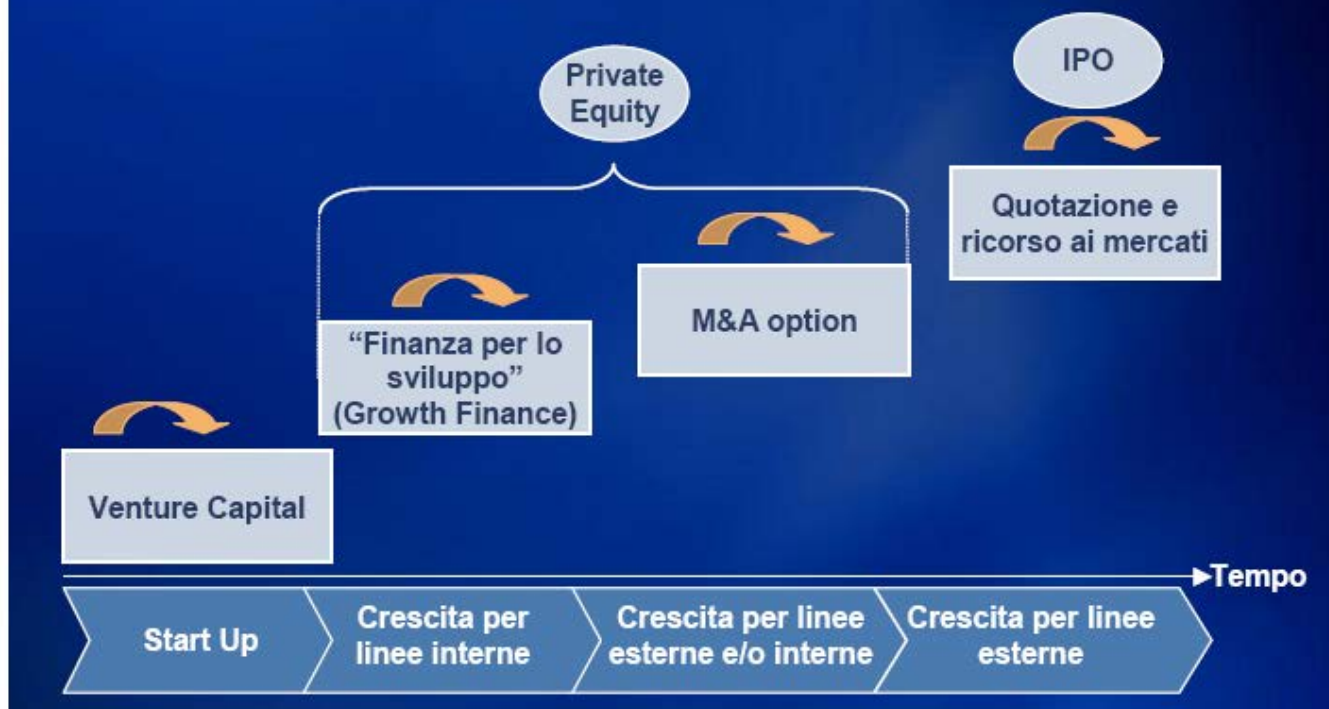 IPO
Private
Equity
Quotazione e
ricorso ai mercati
M&A option
“Finanza per lo
sviluppo”
(Growth Finance)
Venture Capital
Tempo
Start Up
Crescita per
linee interne
Crescita per linee
esterne e/o interne
Crescita per linee
esterne